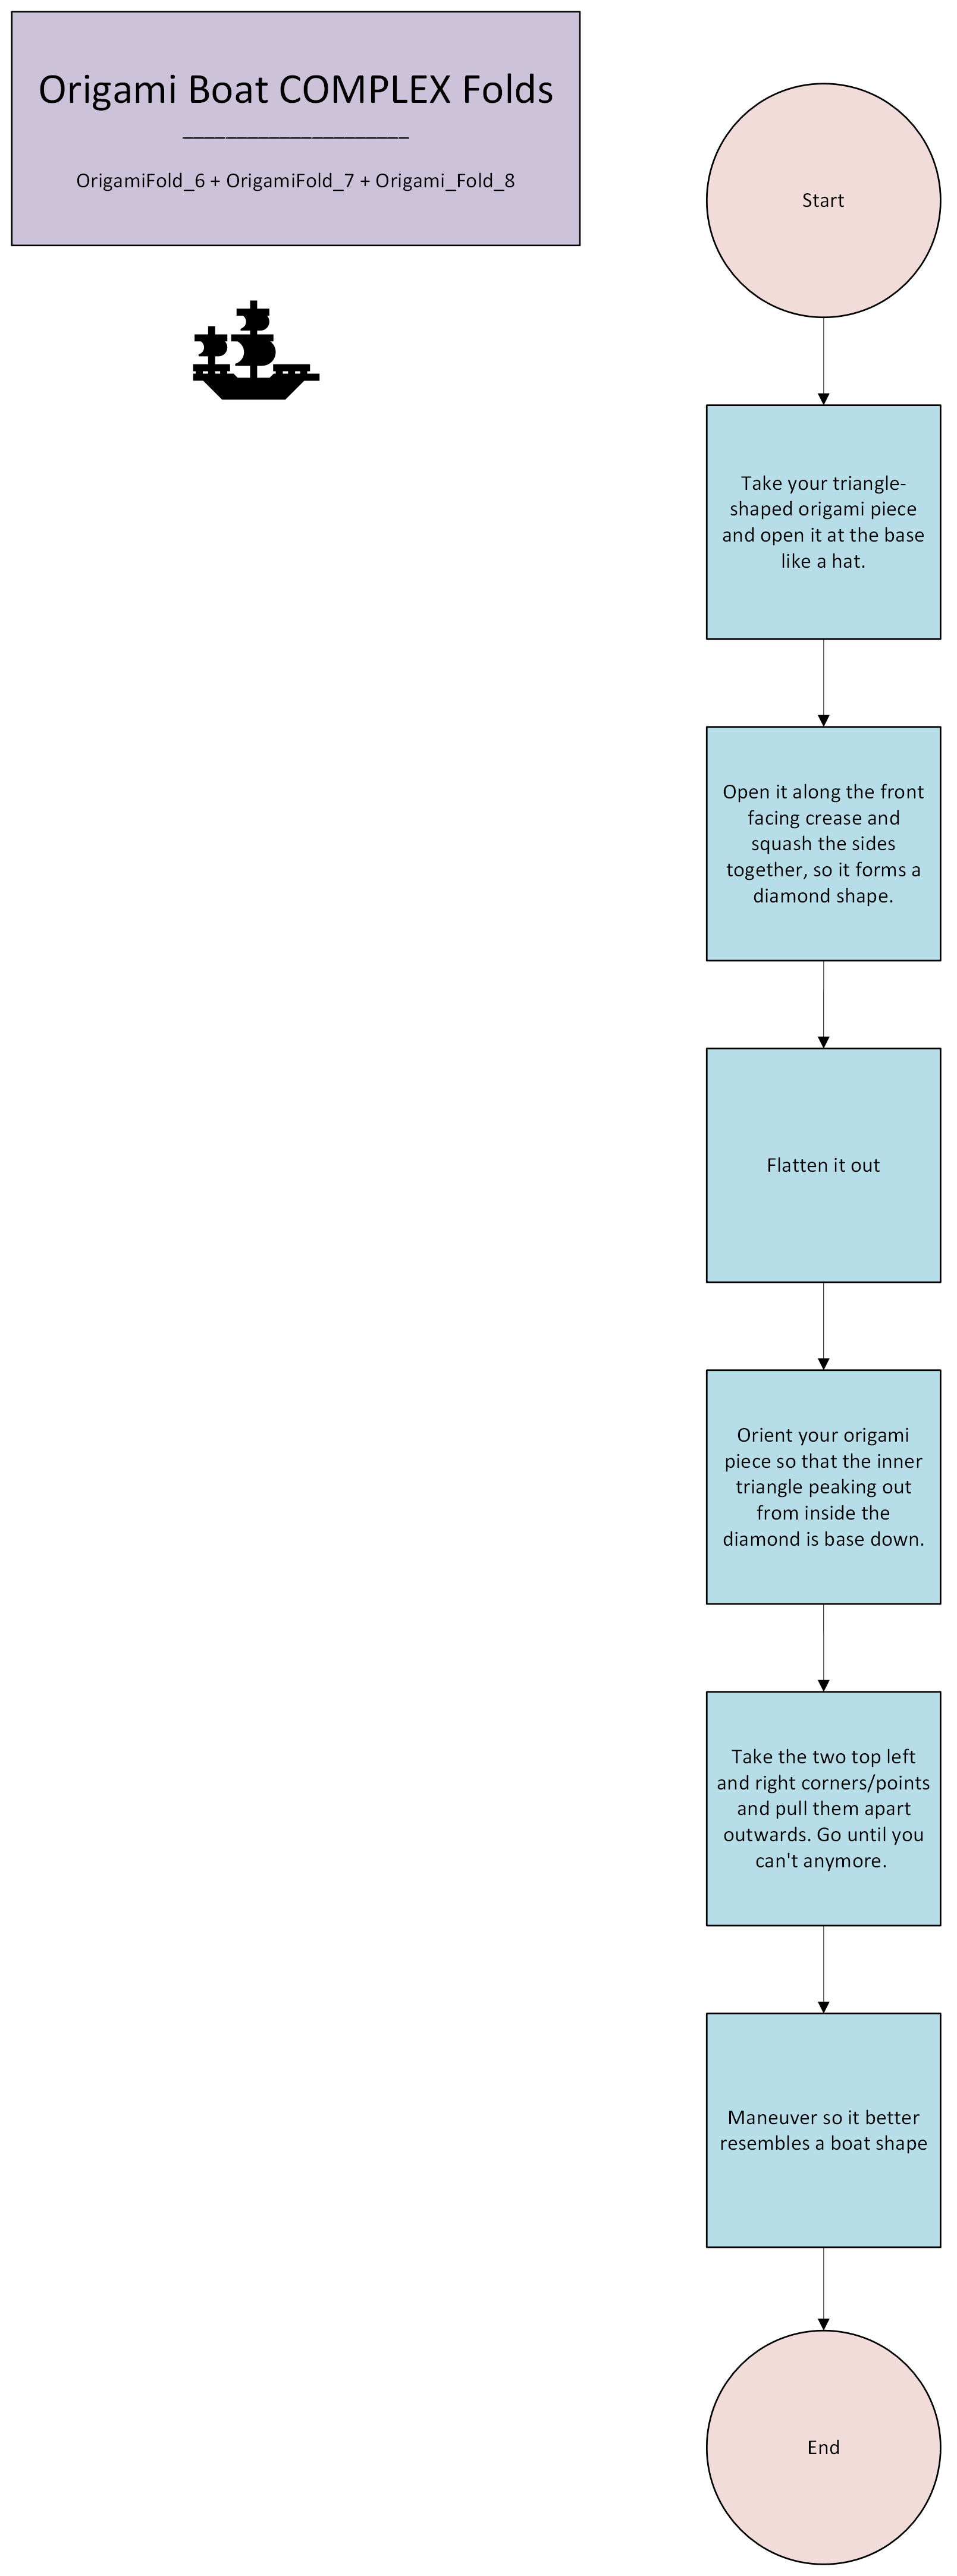 Origami Boat COMPLEX Folds
_____________________
OrigamiFold_6 + OrigamiFold_7 + Origami_Fold_8
Start
Take your triangle-
shaped origami piece
and open it at the base
like a hat.
Open it along the front
facing crease and
squash the sides
together, so it forms a
diamond shape.
Flatten it out
Orient your origami
piece so that the inner
triangle peaking out
from inside the
diamond is base down.
Take the two top left
and right corners/points
and pull them apart
outwards. Go until you
can't anymore.
Maneuver so it better
resembles a boat shape
End